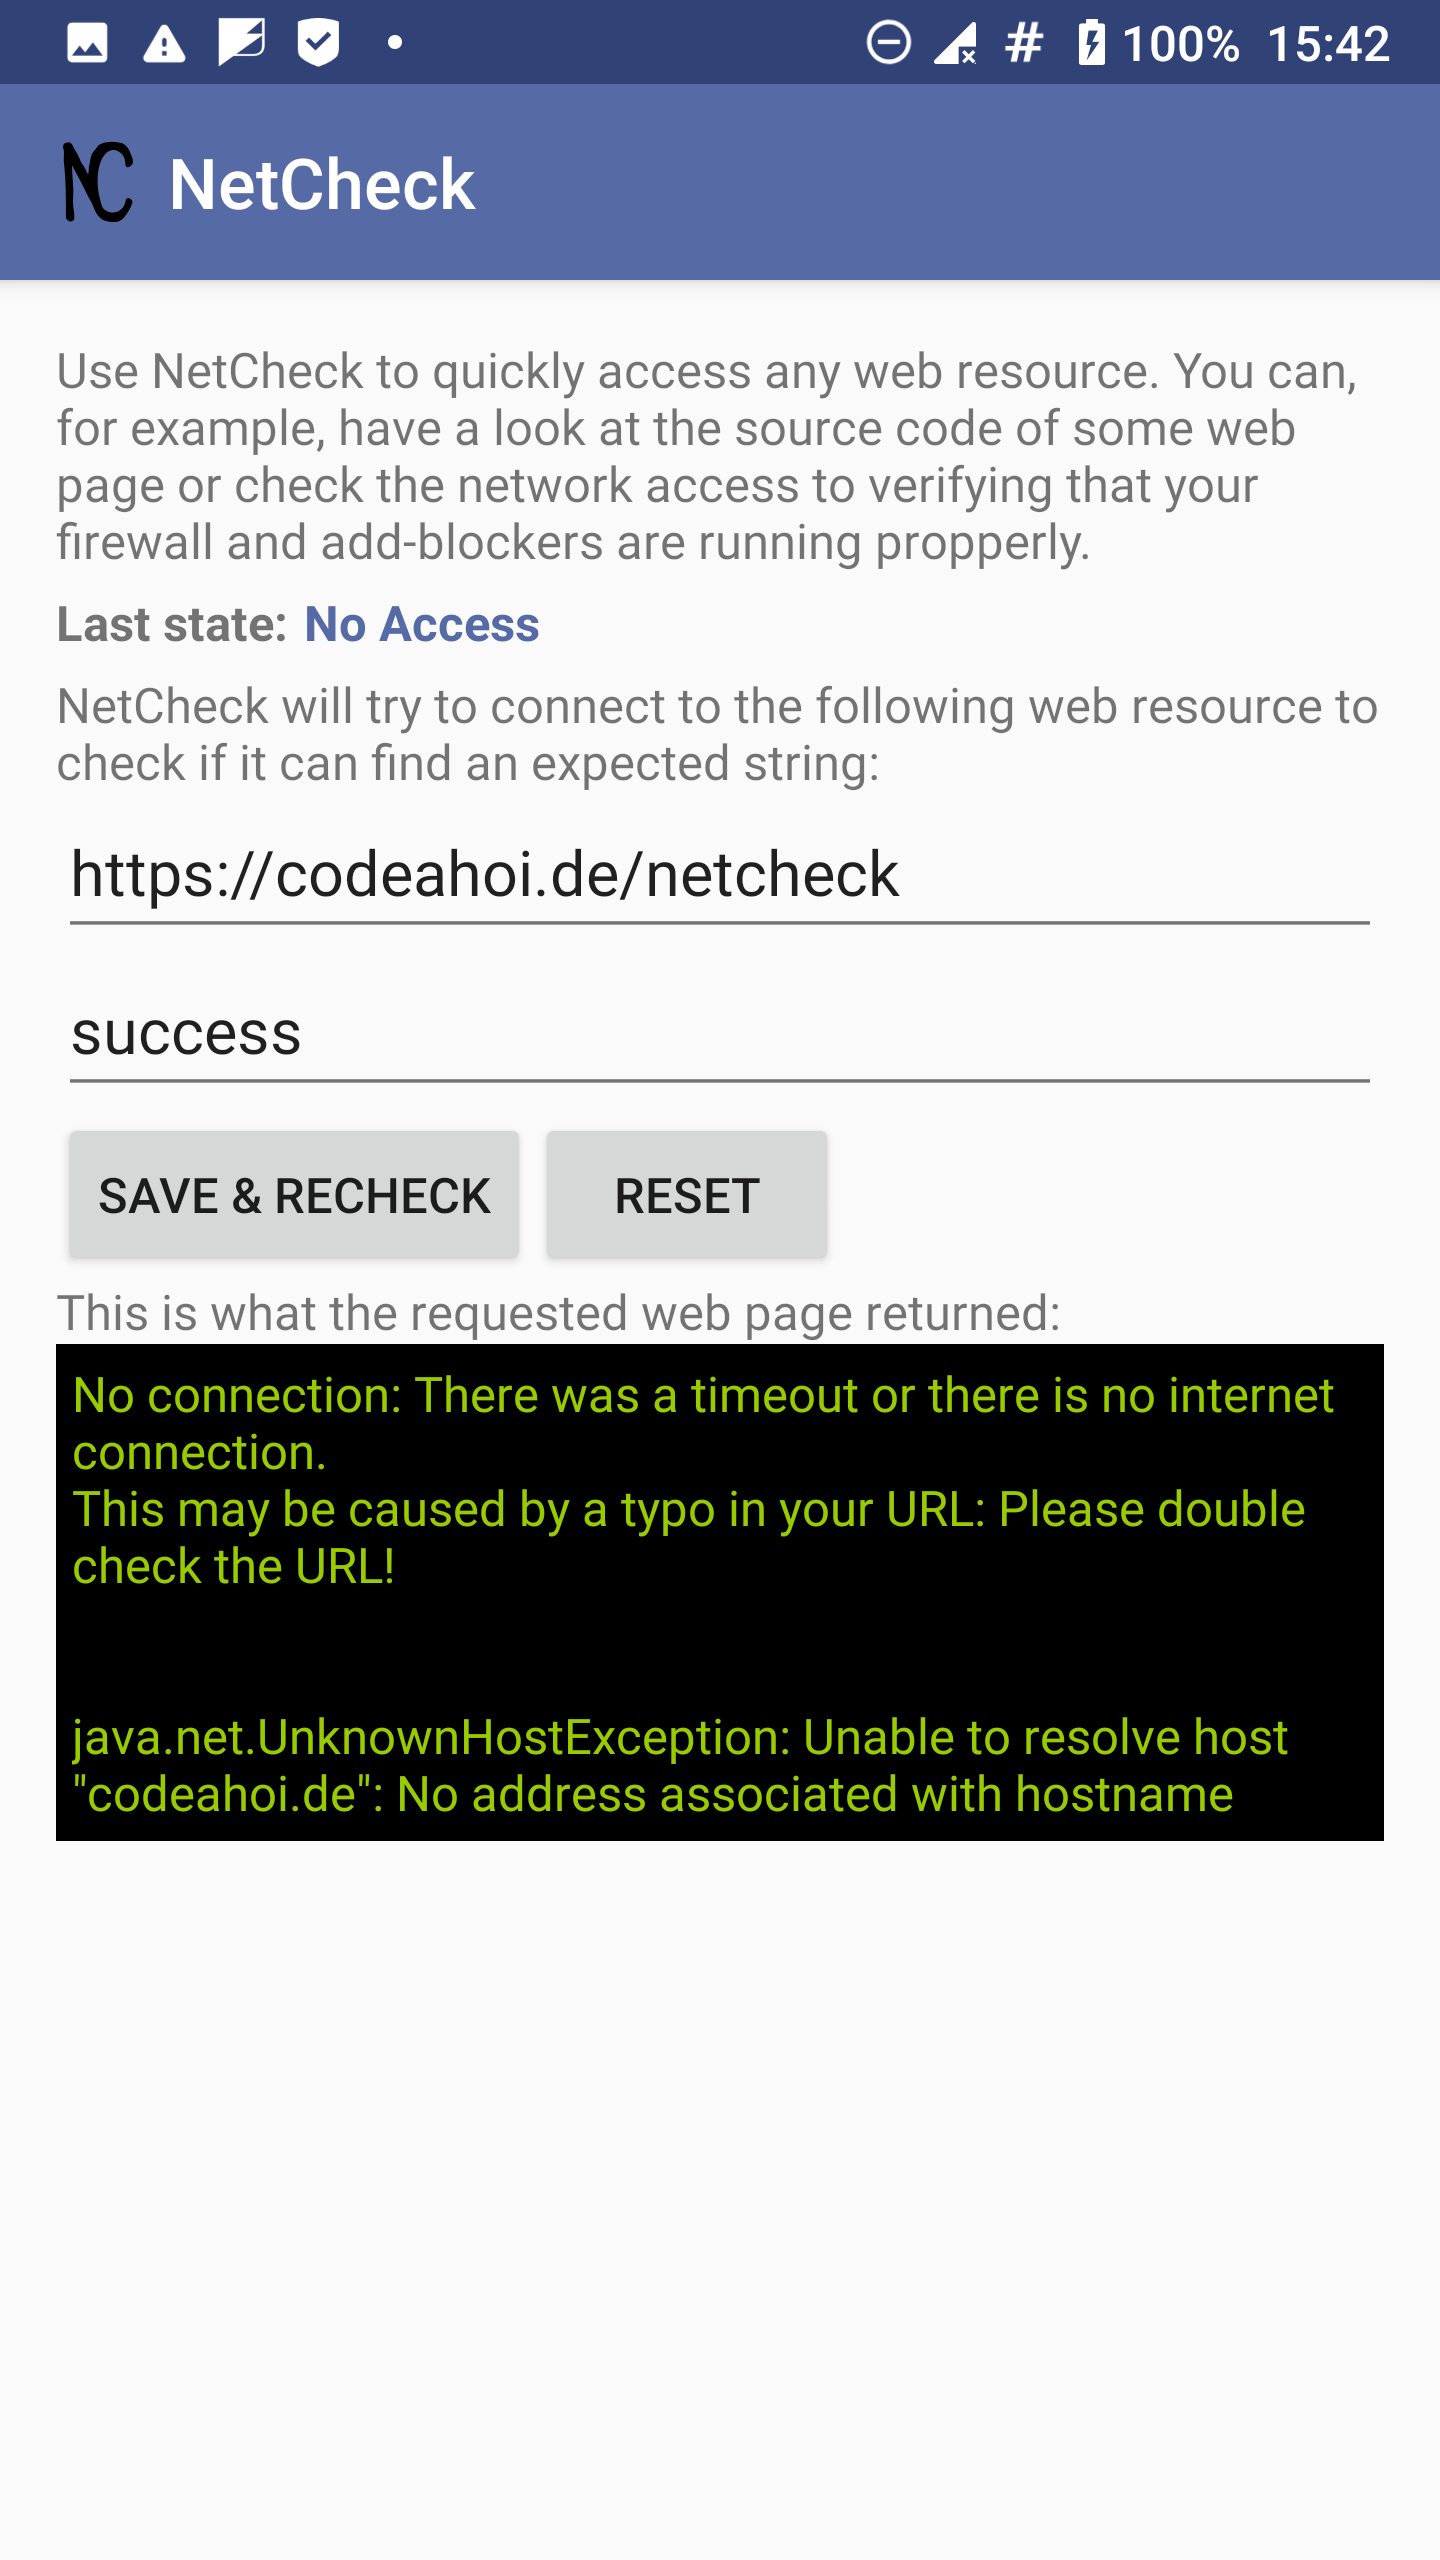 100% 15:42
NC NetCheck
Use NetCheck to quickly access any web resource. You can,
for example, have a look at the source code of some web
page or check the network access to verifying that your
firewall and add-blockers are running propperly.
Last state: No Access
NetCheck will try to connect to the following web resource to
check if it can find an expected string:
https://codeahoi.de/netcheck
success
SAVE & RECHECK RESET
This is what the requested web page returned:
No connection: There was a timeout or there is no internet
connection.
This may be caused by a typo in your URL: Please double
check the URL!
java.net.UnknownHostException: Unable to resolve host
"codeahoi.de": No address associated with hostname